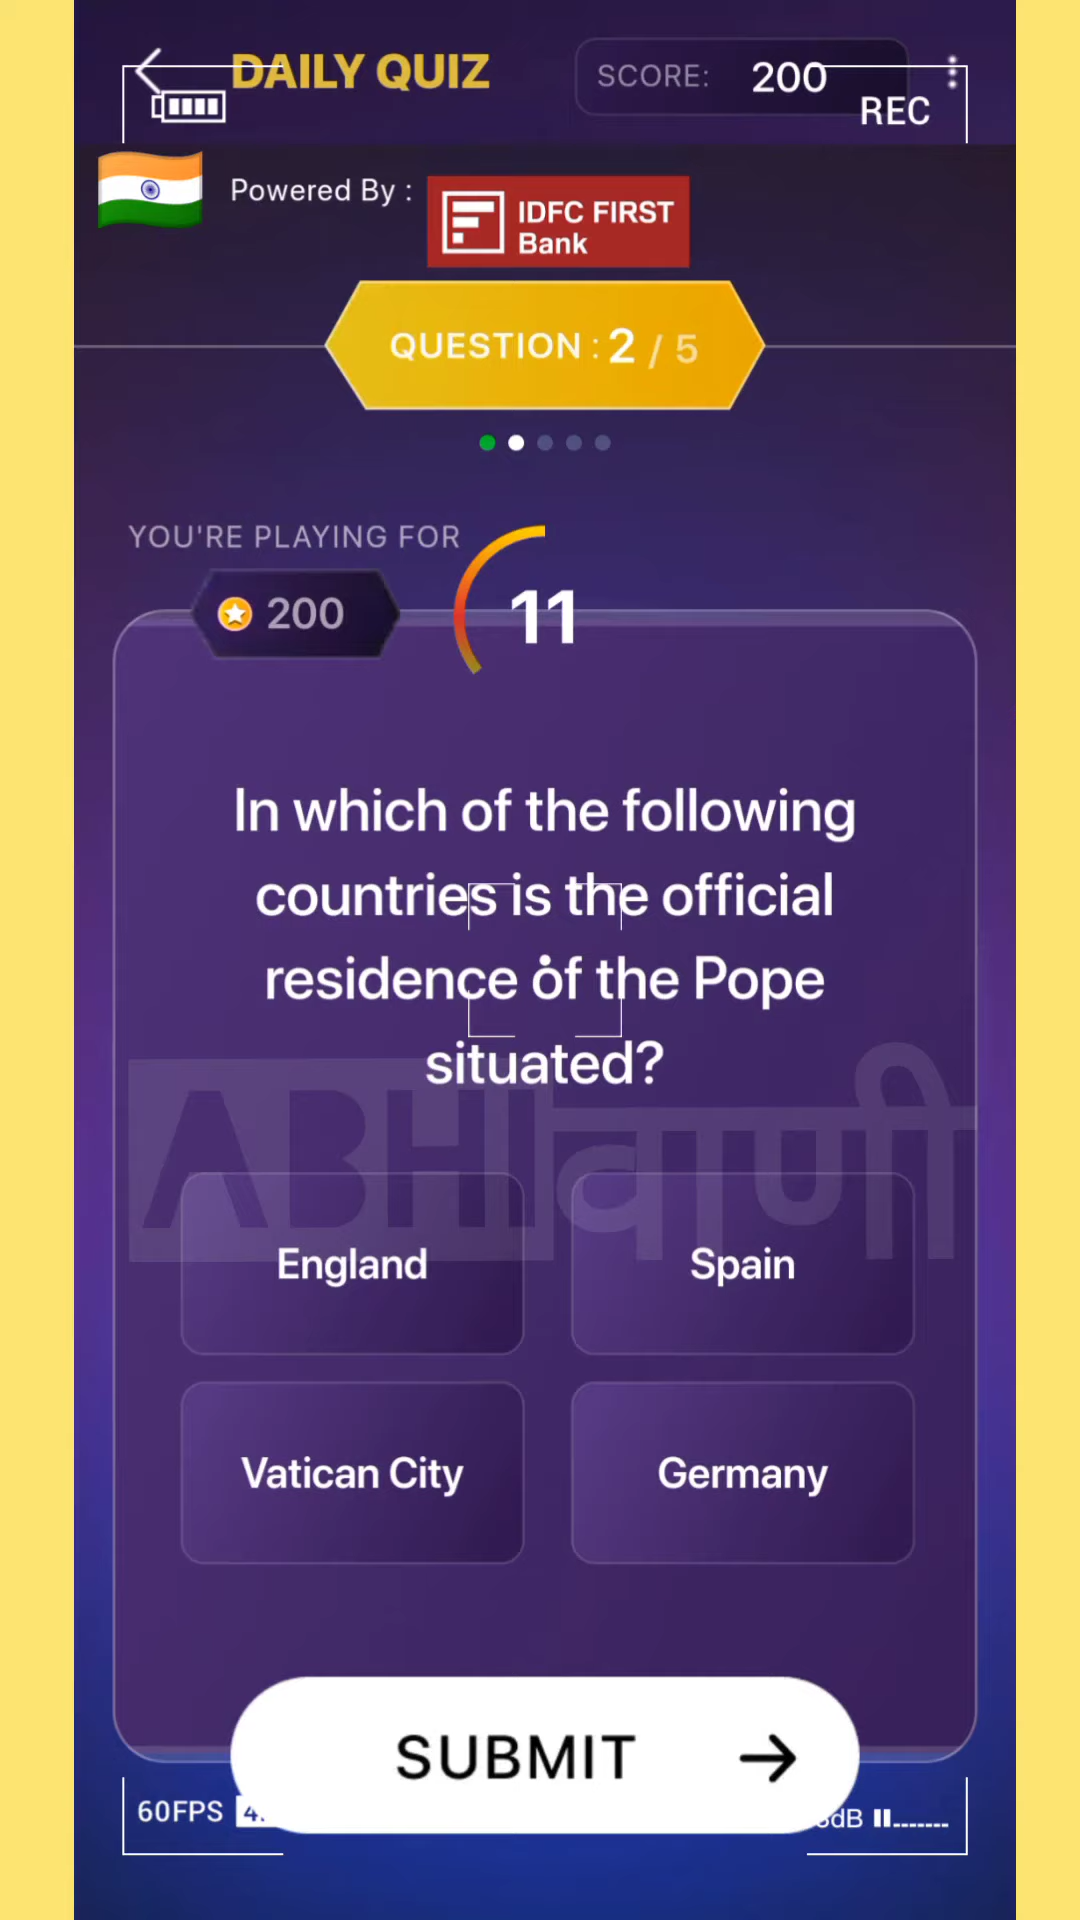 DAILY QUIZ
SCORE: 200
REC
Powered By :
IDFC FIRST
Bank
QUESTION : 2 / 5
YOU'RE PLAYING FOR
200
11
In which of the following
countries is the official
residence of the Pope
situated?
ABHIवाणी
England
Spain
Vatican City
Germany
SUBMIT
60FPS
dB